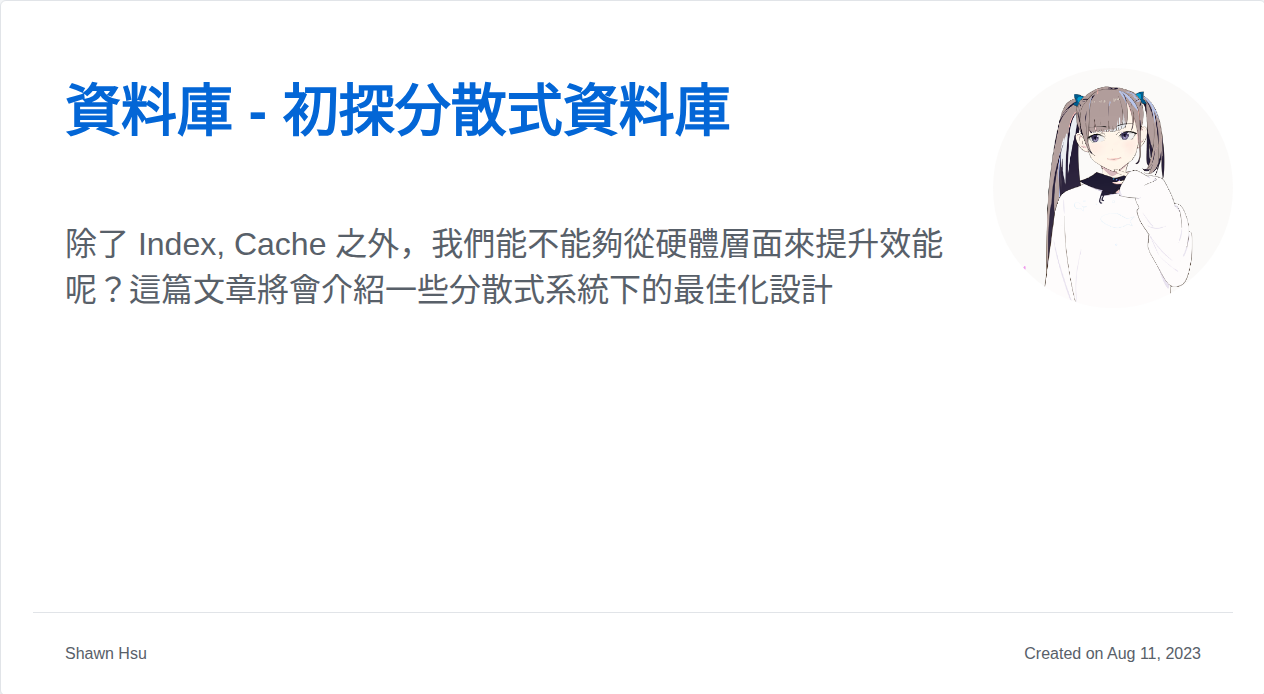 資料庫 - 初探分散式資料庫
除了 Index, Cache 之外，我們能不能夠從硬體層面來提升效能
呢？這篇文章將會介紹一些分散式系統下的最佳化設計
Shawn Hsu
Created on Aug 11, 2023